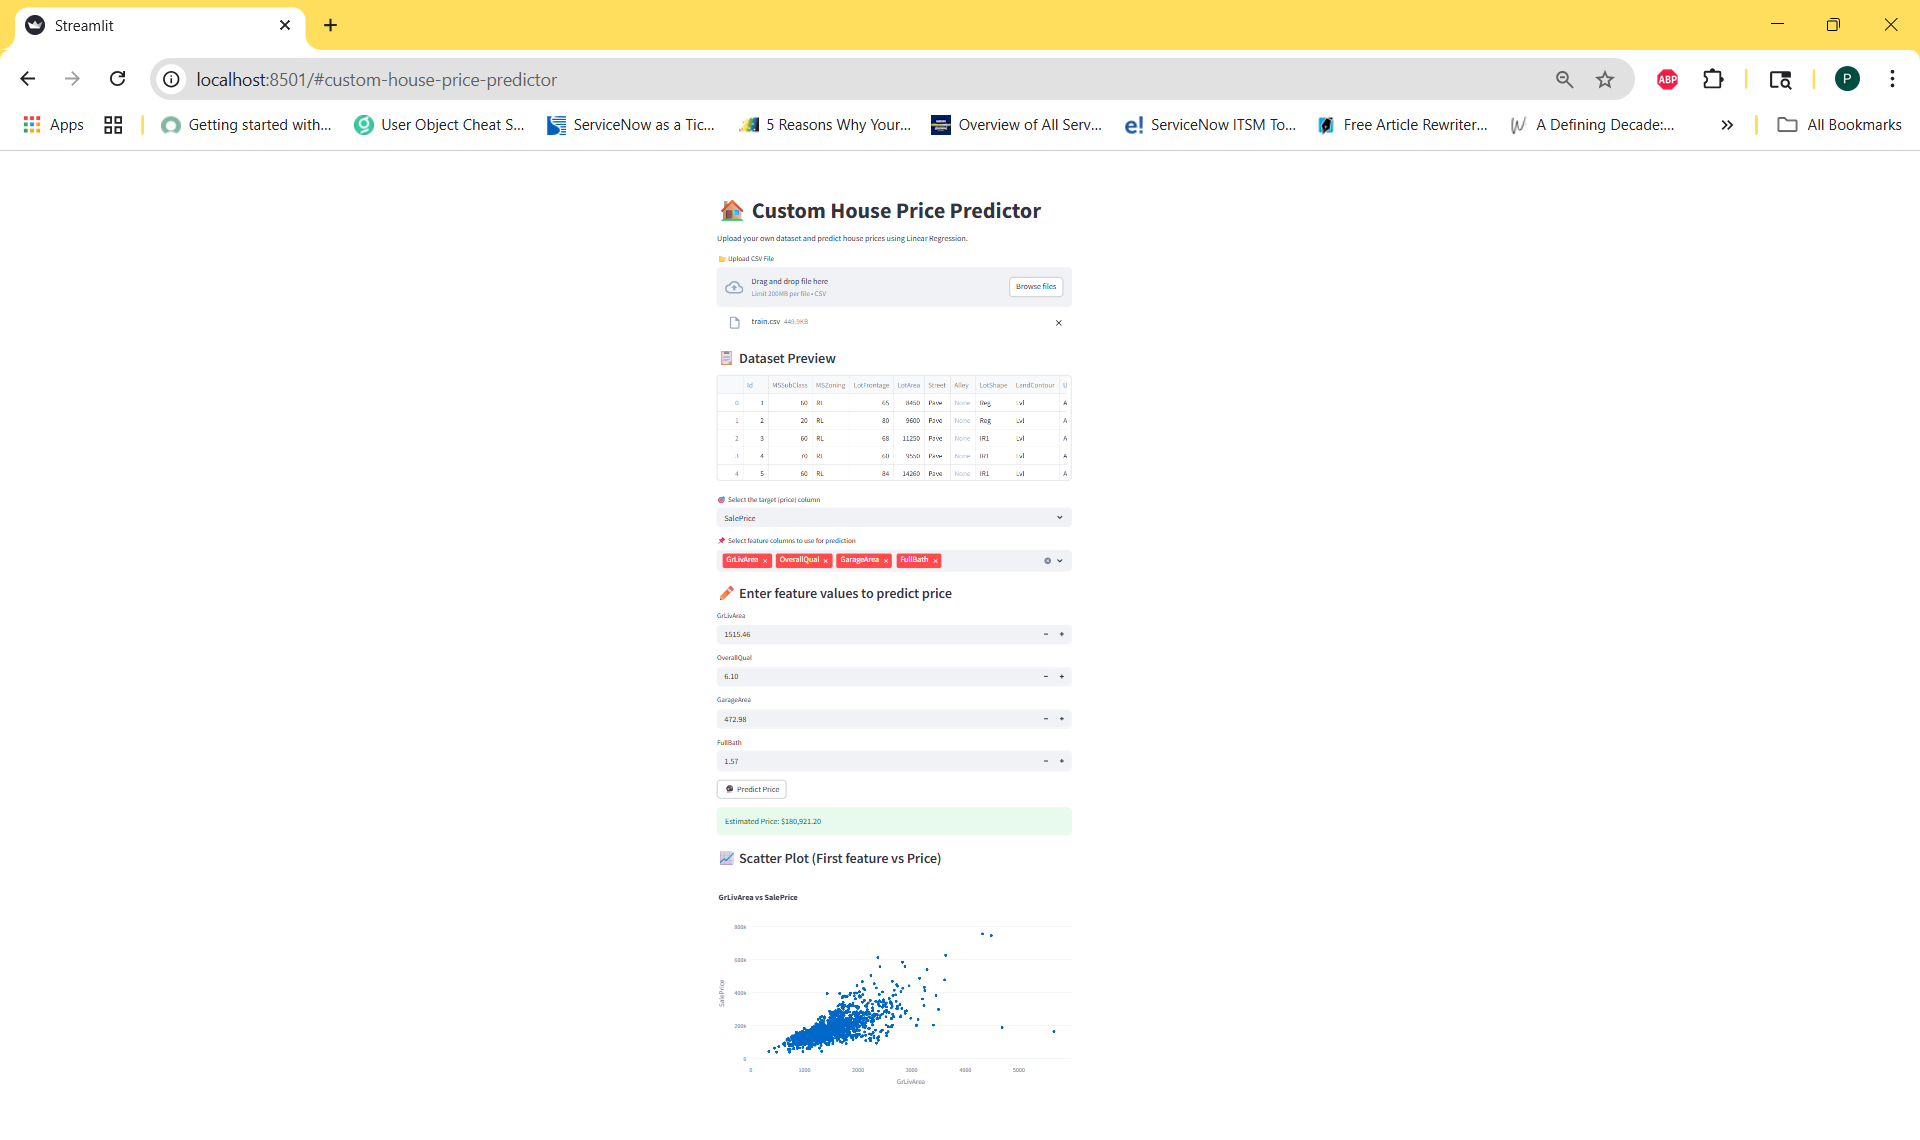 Streamlit
localhost:8501/#custom-house-price-predictor
ABP
P
Apps
Getting started with...
User Object Cheat S...
ServiceNow as a Tic...
5 Reasons Why Your...
Overview of All Serv...
e! ServiceNow ITSM To...
Free Article Rewriter...
A Defining Decade:...
»
All Bookmarks
Custom House Price Predictor
Upload your own dataset and predict house prices using Linear Regression.
Upload CSV File
Drag and drop file here
Limit 200MB per file • CSV
Browse files
train.csv 449.9KB
Dataset Preview
Id MSSubClass MSZoning LotFrontage LotArea Street Alley LotShape LandContour U
0 1 60 RL 65 8450 Pave None Reg Lvl A
1 2 20 RL 80 9600 Pave None Reg Lvl A
2 3 60 RL 68 11250 Pave None IR1 Lvl A
3 4 70 RL 60 9550 Pave None IR1 Lvl A
4 5 60 RL 84 14260 Pave None IR1 Lvl A
Select the target (price) column
SalePrice
Select feature columns to use for prediction
GrLivArea × OverallQual × GarageArea × FullBath ×
Enter feature values to predict price
GrLivArea
1515.46
OverallQual
6.10
GarageArea
472.98
FullBath
1.57
Predict Price
Estimated Price: $180,921.20
Scatter Plot (First feature vs Price)
GrLivArea vs SalePrice
800k
600k
400k
200k
0
SalePrice
0 1000 2000 3000 4000 5000
GrLivArea